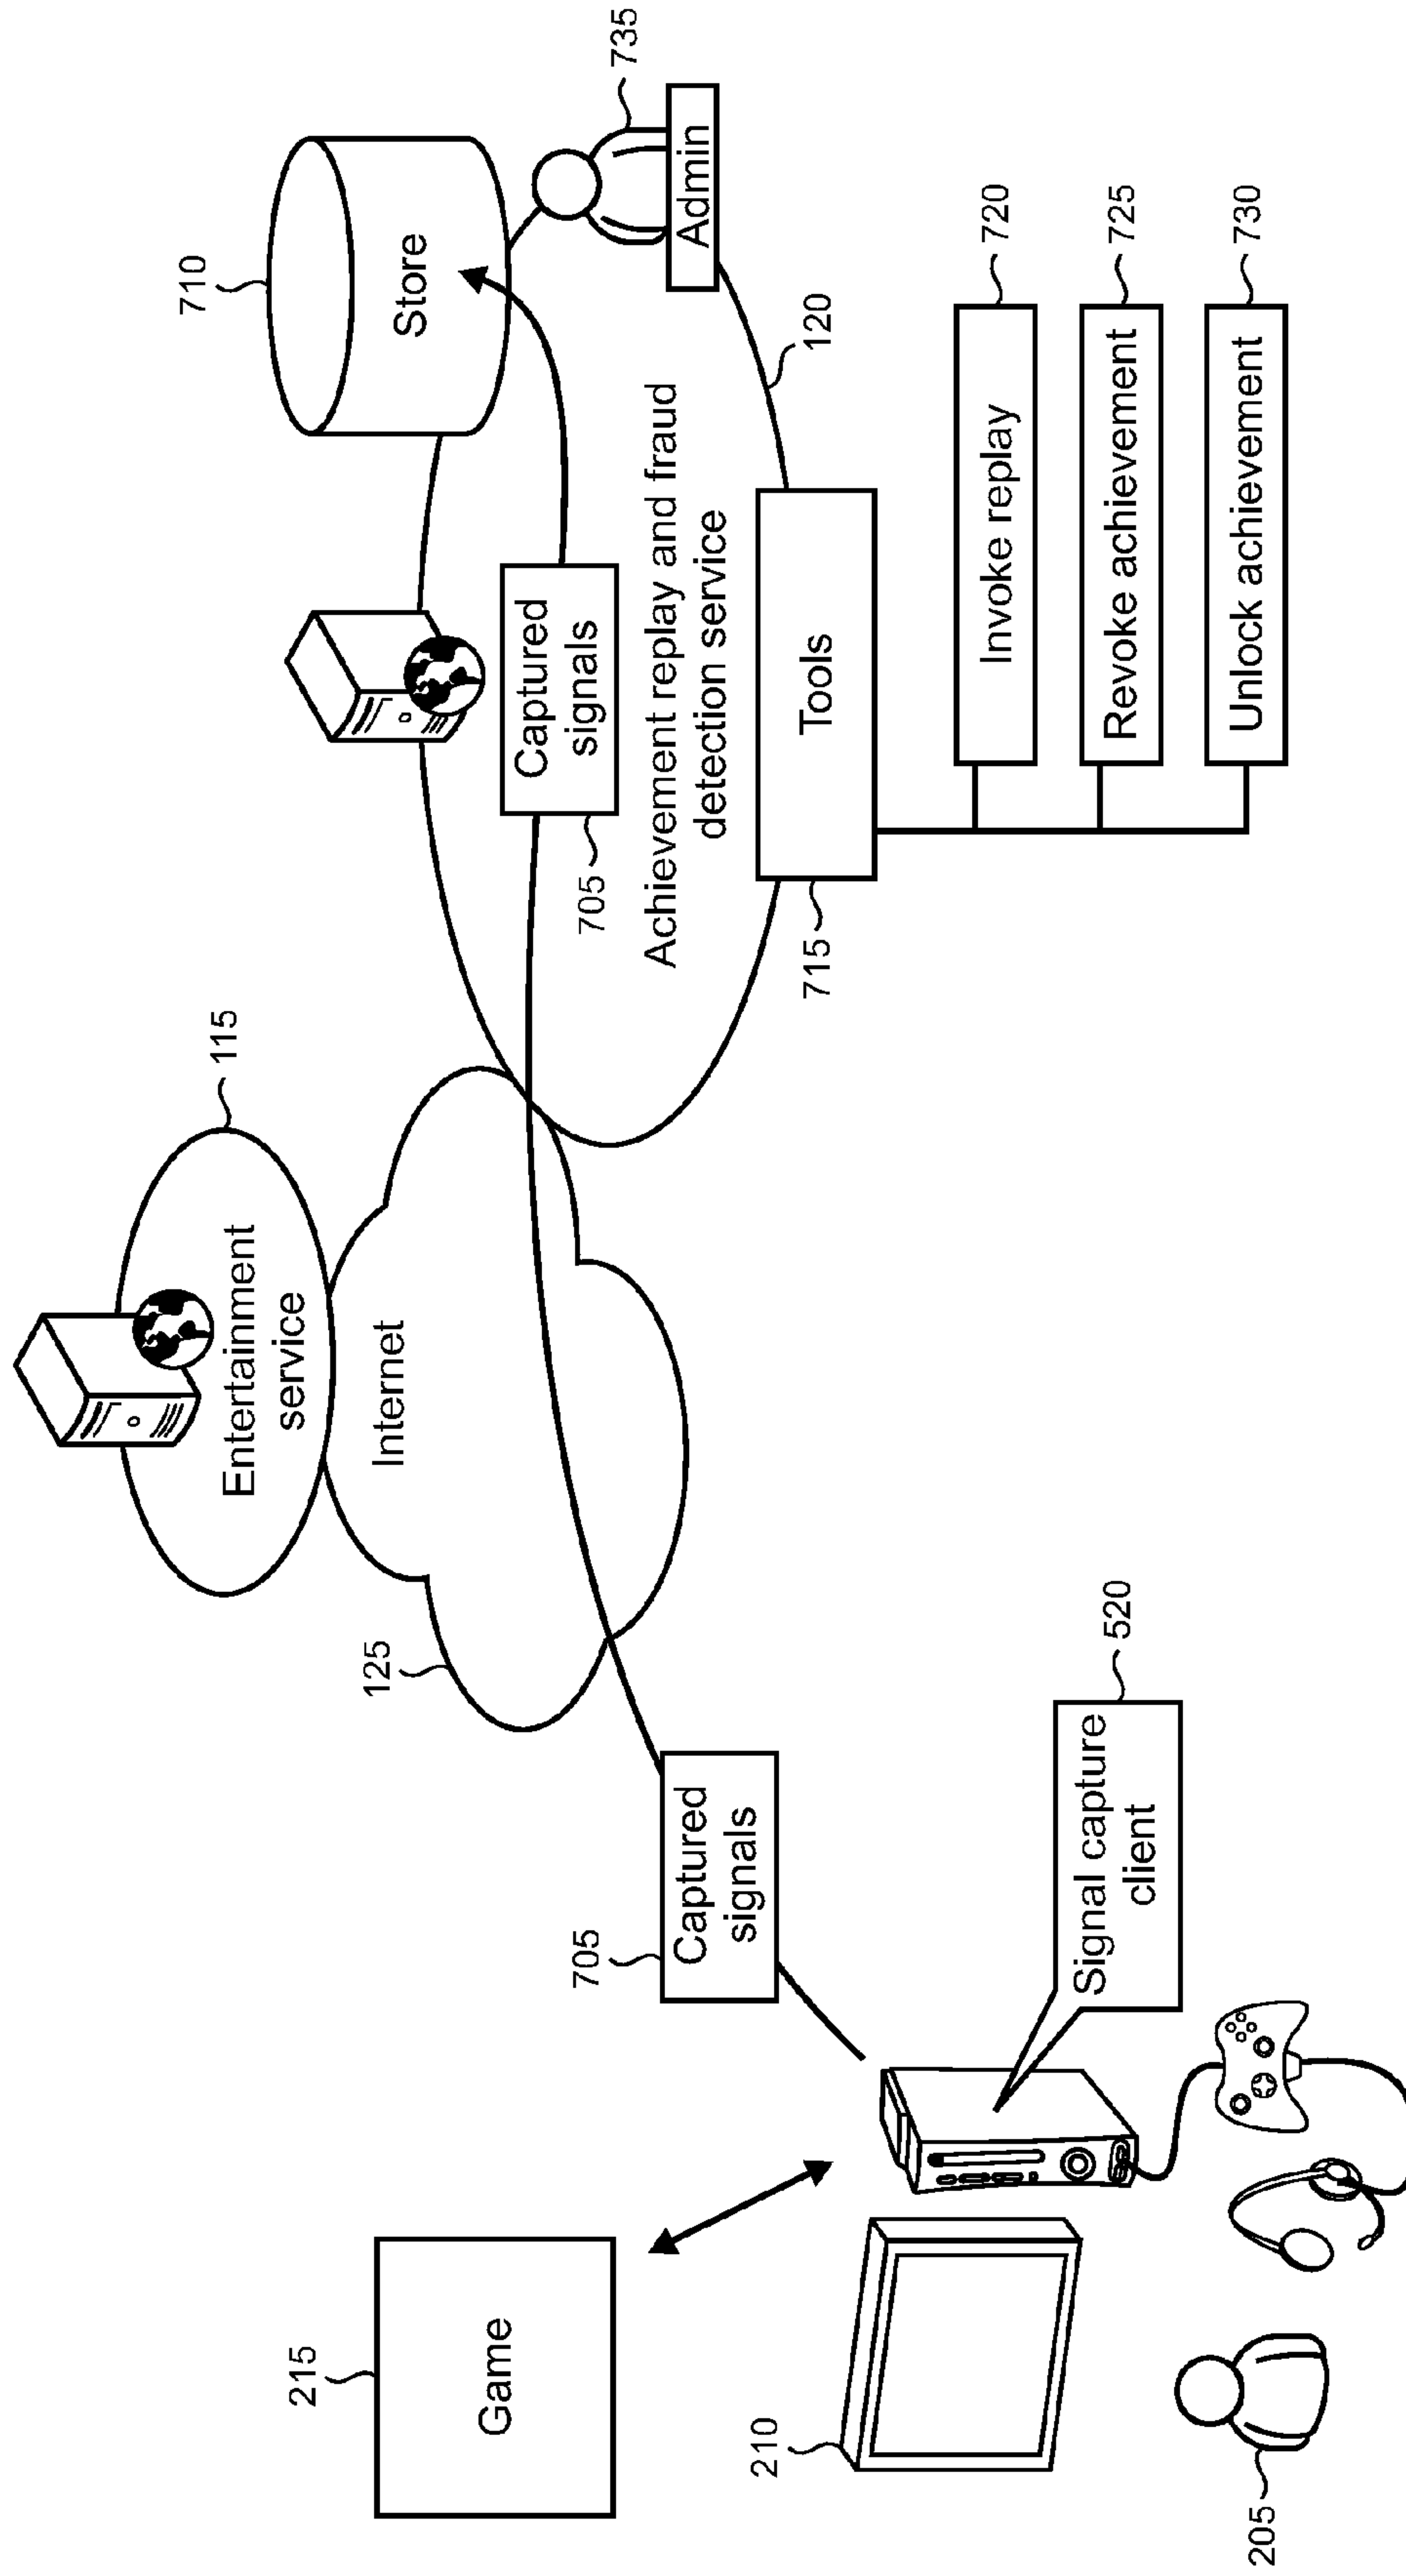 115
Entertainment
service
710
Store
735
Admin
125
Internet
Captured
signals
705
Achievement replay and fraud
detection service
120
215
Game
705
Captured
signals
715
Tools
720
Invoke replay
725
Revoke achievement
730
Unlock achievement
210
520
Signal capture
client
205